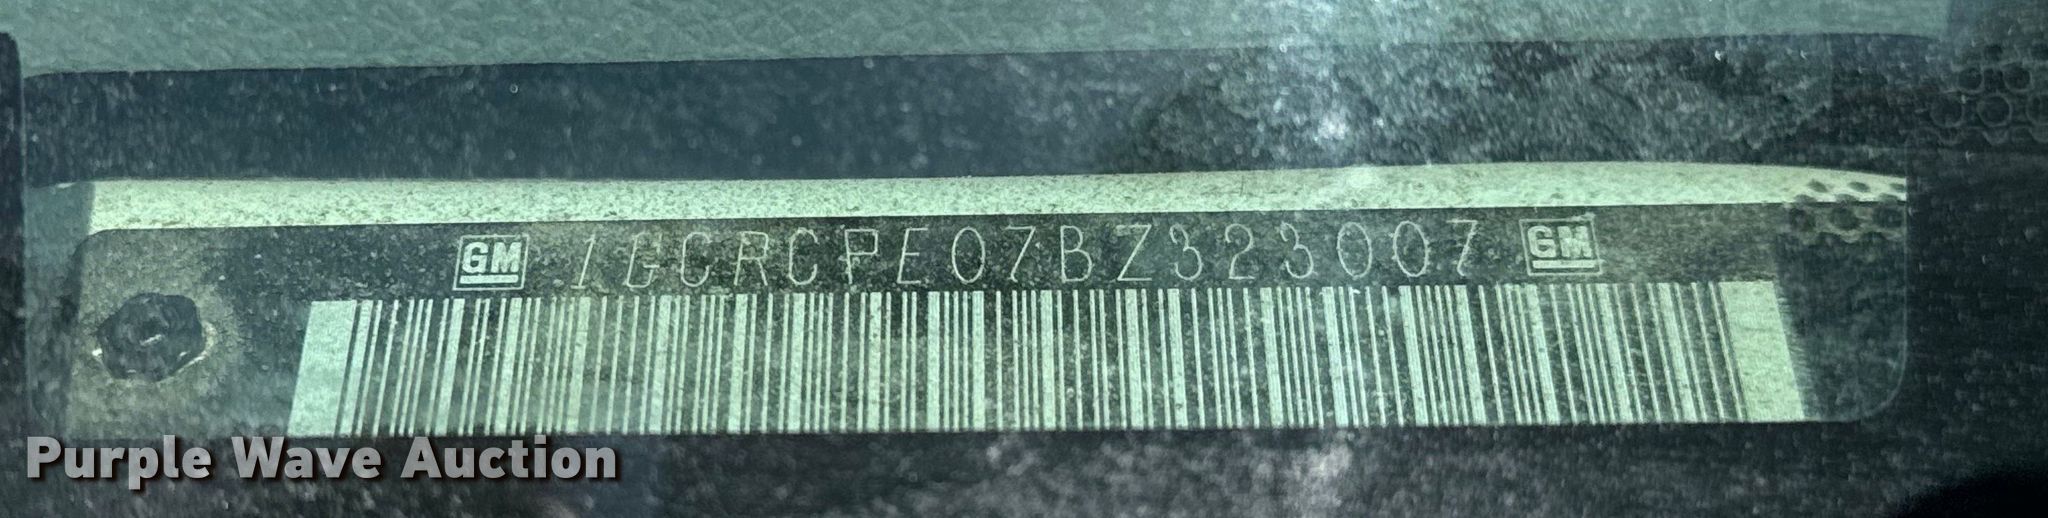 GM 1GCRCPE07BZ323007 GM
Purple Wave Auction